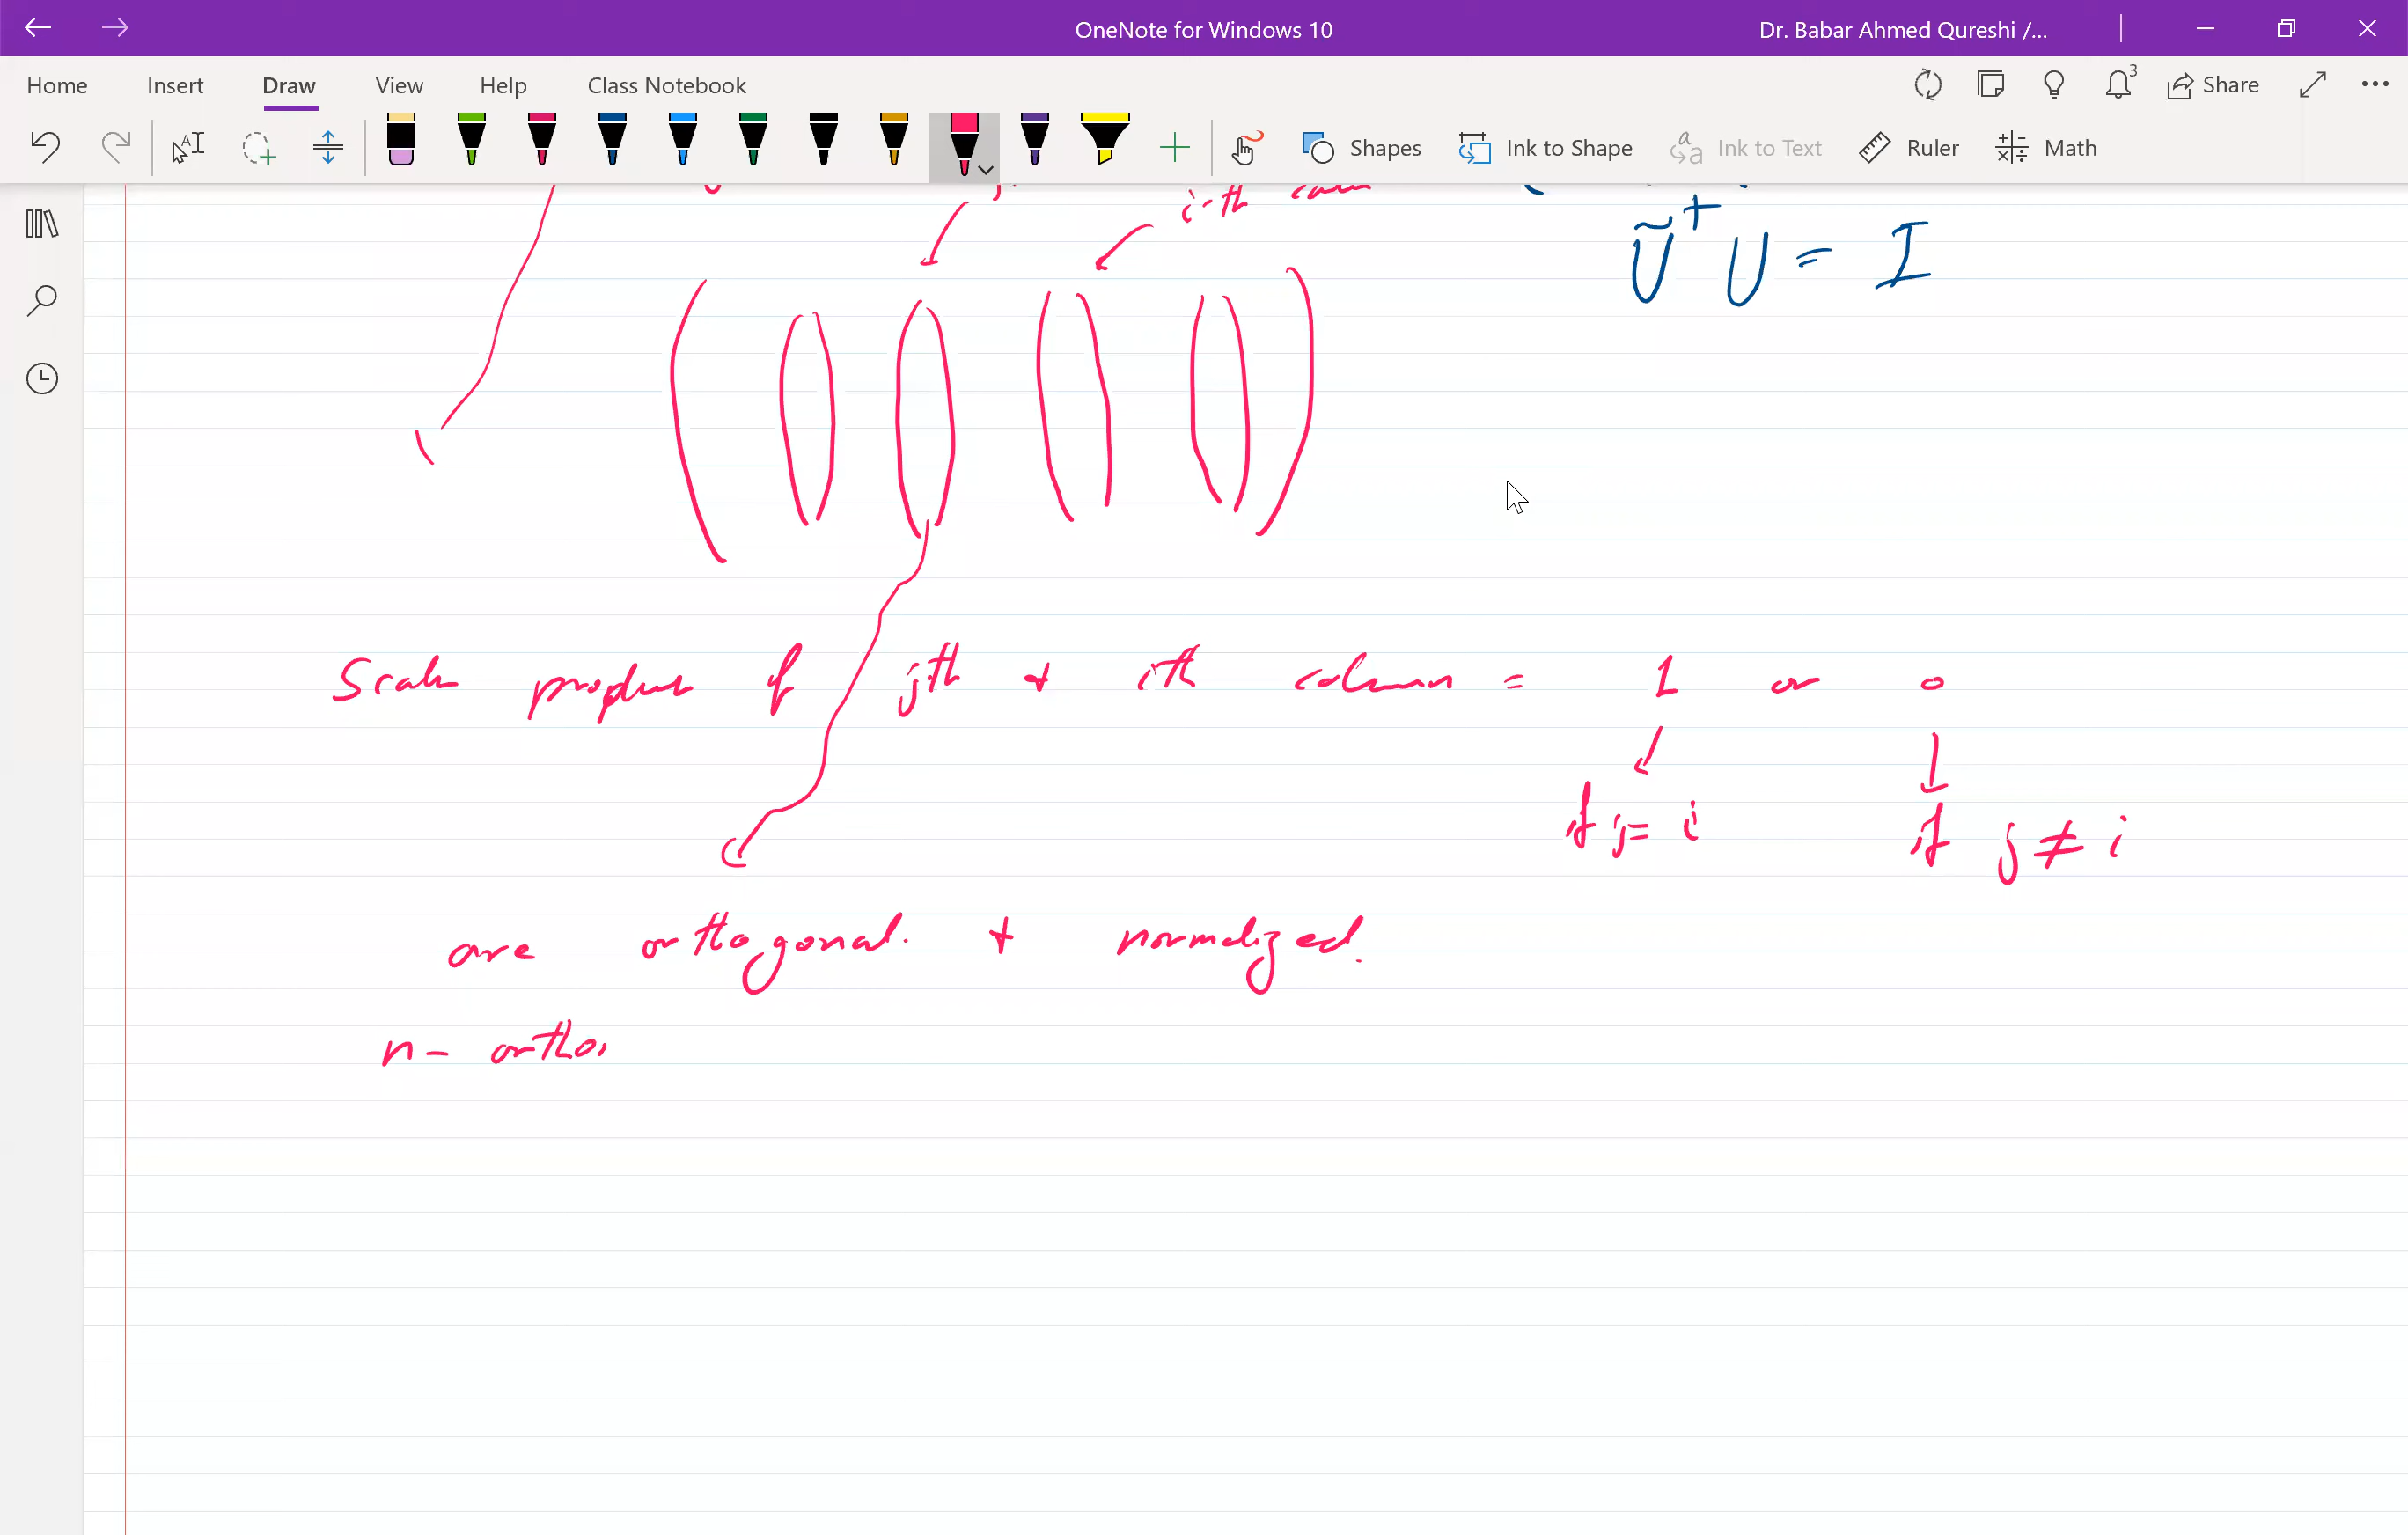 OneNote for Windows 10 Dr. Babar Ahmed Qureshi /...
Home Insert Draw View Help Class Notebook 3 Share
Shapes Ink to Shape Ink to Text Ruler Math
i-th
Ũ⁺ U = I
Scalar product of jth + ith column = 1 or 0
if j = i if j ≠ i
are orthogonal. + normalized.
n - ortho